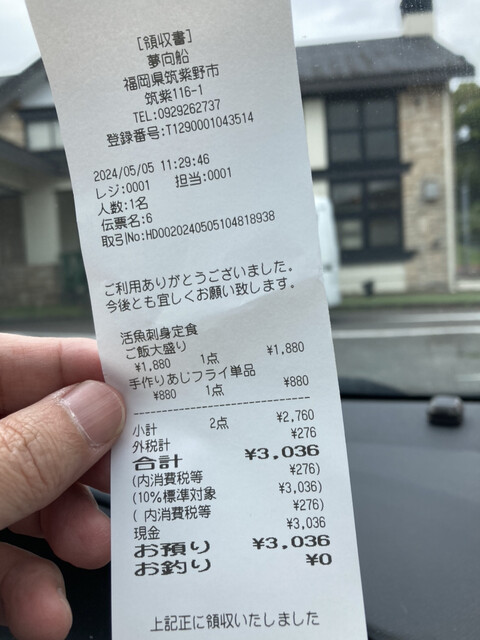 [領収書]
夢向船
福岡県筑紫野市
筑紫116-1
TEL:0929262737
登録番号:T1290001043514
2024/05/05 11:29:46
レジ:0001 担当:0001
人数:1名
伝票名:6
取引No:HD0020240505104818938
ご利用ありがとうございました。
今後とも宜しくお願い致します。
活魚刺身定食
ご飯大盛り
¥1,880 1点 ¥1,880
手作りあじフライ単品
¥880 1点 ¥880
小計 2点 ¥2,760
外税計 ¥276
合計 ¥3,036
(内消費税等 ¥276)
(10%標準対象 ¥3,036)
( 内消費税等 ¥276)
現金 ¥3,036
お預り ¥3,036
お釣り ¥0
上記正に領収いたしました